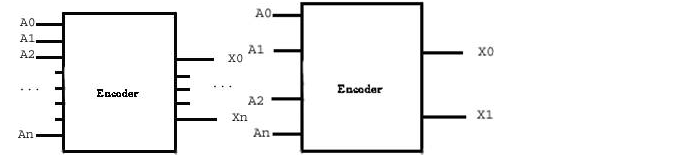 A0
A1
A2
...
An
Encoder
X0
...
Xn
A0
A1
A2
An
Encoder
X0
X1